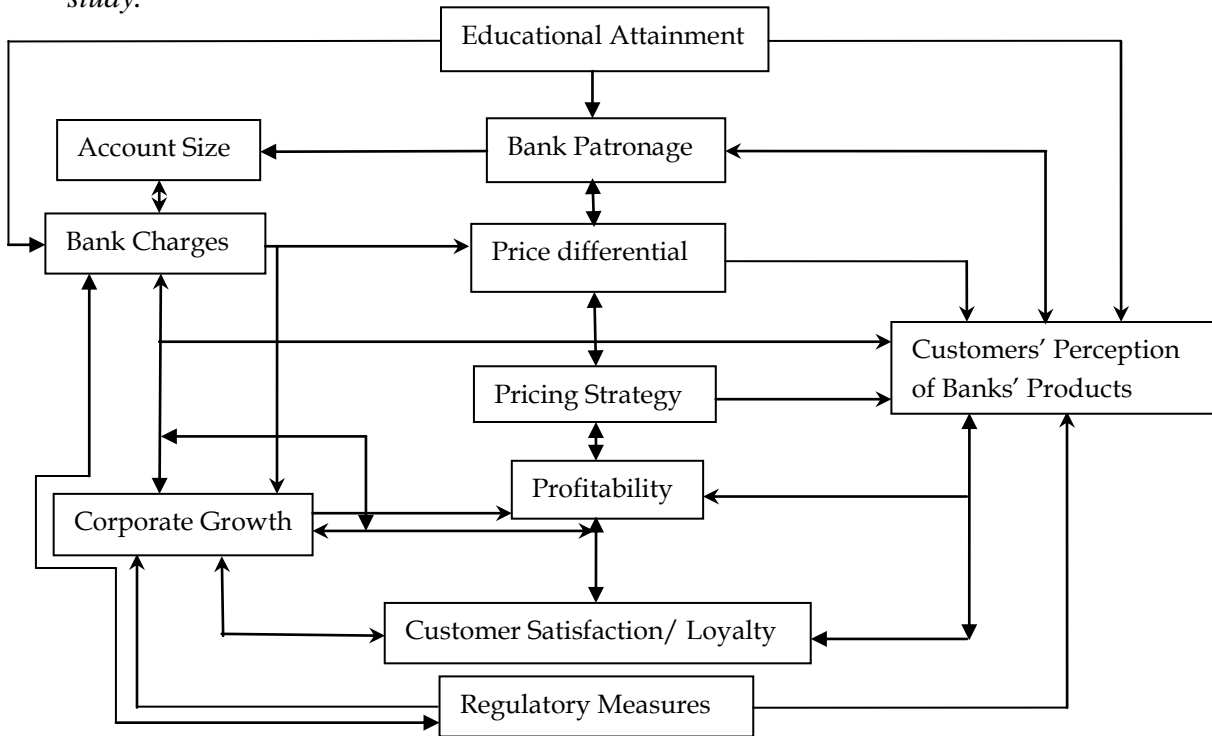 study.
Educational Attainment
Account Size
Bank Patronage
Bank Charges
Price differential
Customers’ Perception
of Banks’ Products
Pricing Strategy
Profitability
Corporate Growth
Customer Satisfaction/ Loyalty
Regulatory Measures